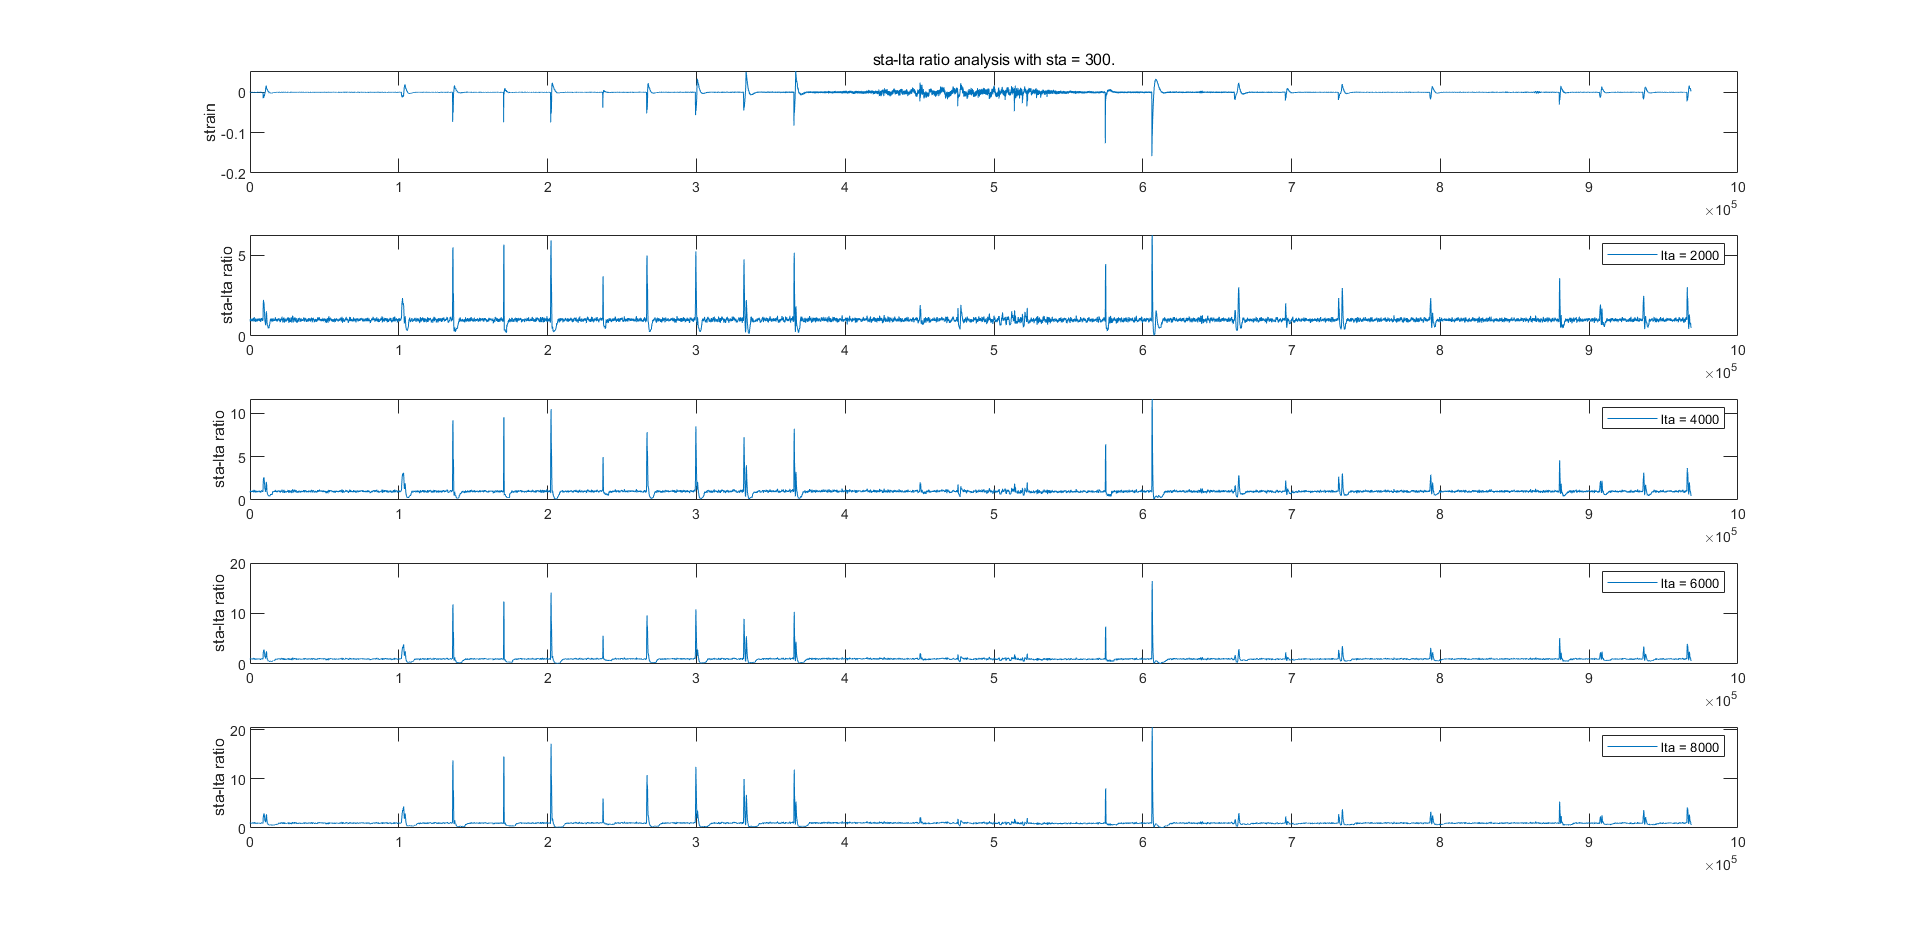 sta-lta ratio analysis with sta = 300.
strain
0
-0.1
-0.2
0 1 2 3 4 5 6 7 8 9 10
×10^5
sta-lta ratio
5
0
lta = 2000
0 1 2 3 4 5 6 7 8 9 10
×10^5
sta-lta ratio
10
5
0
lta = 4000
0 1 2 3 4 5 6 7 8 9 10
×10^5
sta-lta ratio
20
10
0
lta = 6000
0 1 2 3 4 5 6 7 8 9 10
×10^5
sta-lta ratio
20
10
0
lta = 8000
0 1 2 3 4 5 6 7 8 9 10
×10^5